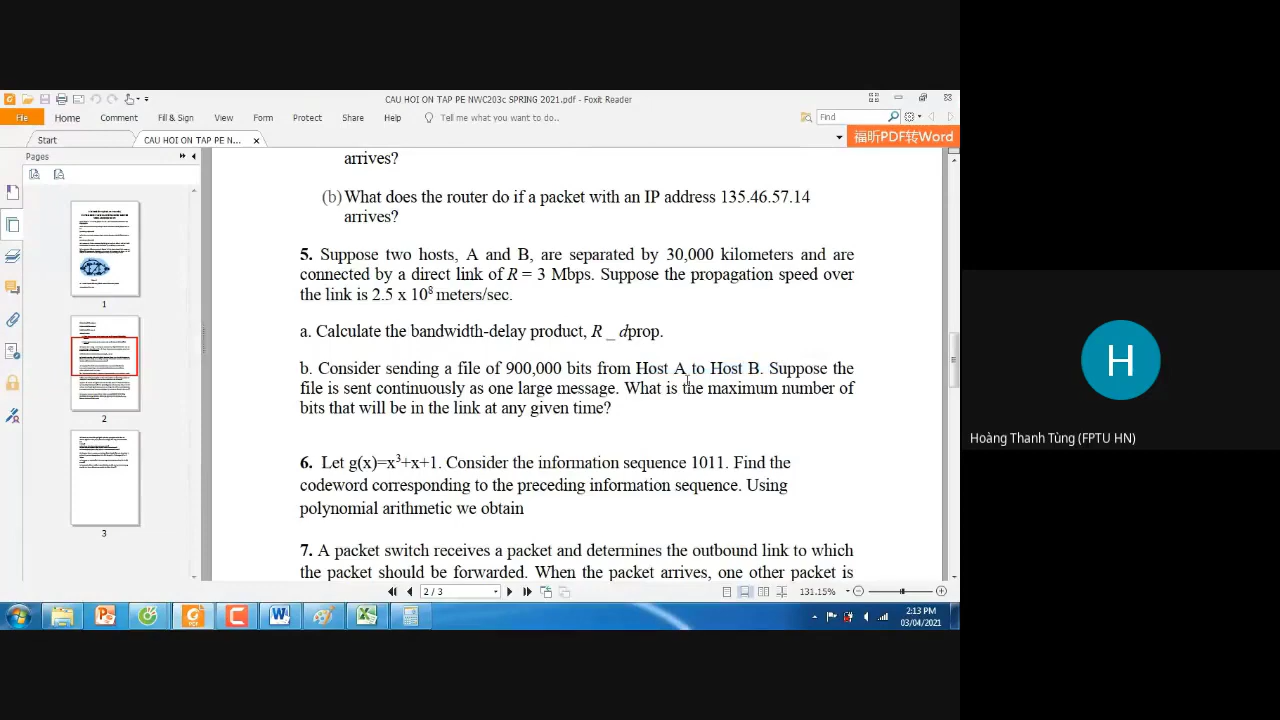 CAU HOI ON TAP PE NWC203c SPRING 2021.pdf - Foxit Reader
File Home Comment Fill & Sign View Form Protect Share Help Tell me what you want to do.. Find
Start CAU HOI ON TAP PE N... 福昕PDF转Word
Pages
1
2
3
arrives?
(b) What does the router do if a packet with an IP address 135.46.57.14
arrives?
5. Suppose two hosts, A and B, are separated by 30,000 kilometers and are
connected by a direct link of R = 3 Mbps. Suppose the propagation speed over
the link is 2.5 x 10⁸ meters/sec.
a. Calculate the bandwidth-delay product, R _ dprop.
b. Consider sending a file of 900,000 bits from Host A to Host B. Suppose the
file is sent continuously as one large message. What is the maximum number of
bits that will be in the link at any given time?
6. Let g(x)=x³+x+1. Consider the information sequence 1011. Find the
codeword corresponding to the preceding information sequence. Using
polynomial arithmetic we obtain
7. A packet switch receives a packet and determines the outbound link to which
the packet should be forwarded. When the packet arrives, one other packet is
2 / 3 131.15%
2:13 PM
03/04/2021
H
Hoàng Thanh Tùng (FPTU HN)